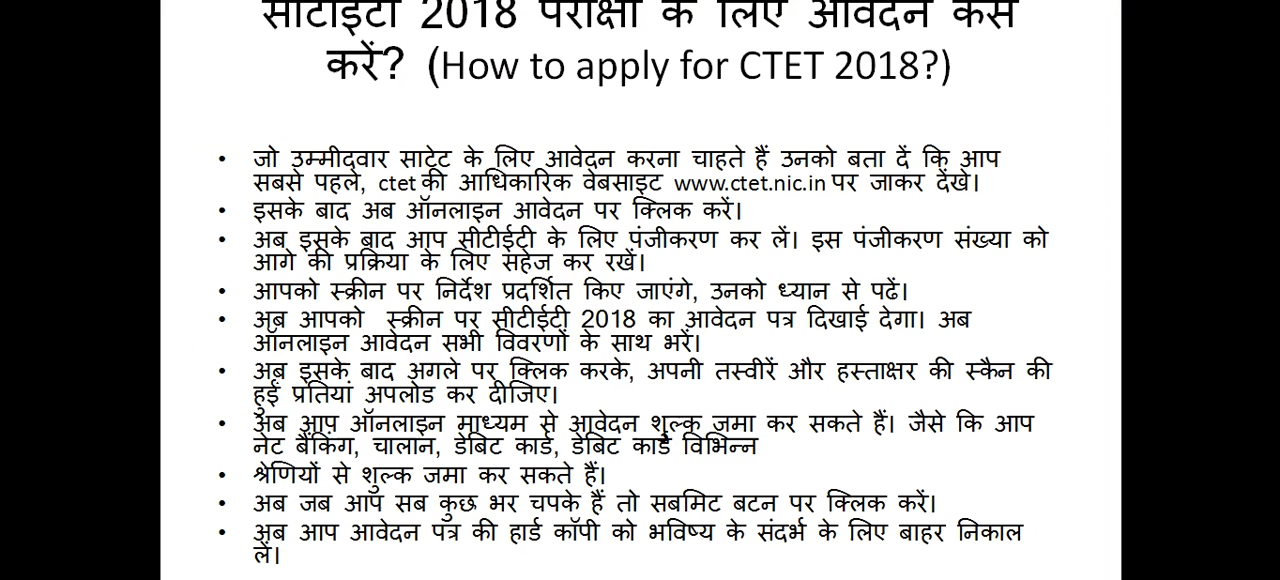 सीटीईटी 2018 परीक्षा के लिए आवेदन कैसे
करें? (How to apply for CTET 2018?)
• जो उम्मीदवार साटेट के लिए आवेदन करना चाहते हैं उनको बता दें कि आप
सबसे पहले, ctet की आधिकारिक वेबसाइट www.ctet.nic.in पर जाकर देंखे।
• इसके बाद अब ऑनलाइन आवेदन पर क्लिक करें।
• अब इसके बाद आप सीटीईटी के लिए पंजीकरण कर लें। इस पंजीकरण संख्या को
आगे की प्रक्रिया के लिए सहेज कर रखें।
• आपको स्क्रीन पर निर्देश प्रदर्शित किए जाएंगे, उनको ध्यान से पढें।
• अब आपको स्क्रीन पर सीटीईटी 2018 का आवेदन पत्र दिखाई देगा। अब
ऑनलाइन आवेदन सभी विवरणों के साथ भरें।
• अब इसके बाद अगले पर क्लिक करके, अपनी तस्वीरें और हस्ताक्षर की स्कैन की
हुई प्रतियां अपलोड कर दीजिए।
• अब आप ऑनलाइन माध्यम से आवेदन शुल्क जमा कर सकते हैं। जैसे कि आप
नेट बैंकिंग, चालान, डेबिट कार्ड, डेबिट कार्ड विभिन्न
• श्रेणियों से शुल्क जमा कर सकते हैं।
• अब जब आप सब कुछ भर चपके हैं तो सबमिट बटन पर क्लिक करें।
• अब आप आवेदन पत्र की हार्ड कॉपी को भविष्य के संदर्भ के लिए बाहर निकाल
लें।